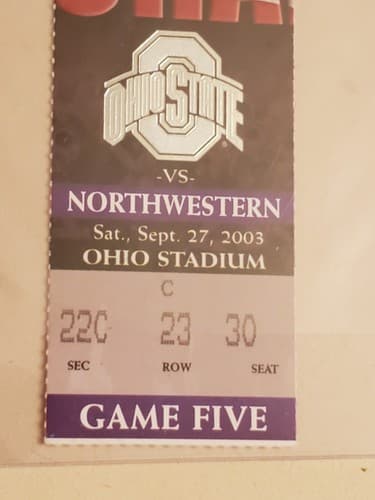 OHIO STATE
-VS-
NORTHWESTERN
Sat., Sept. 27, 2003
OHIO STADIUM
C
22C 23 30
SEC ROW SEAT
GAME FIVE